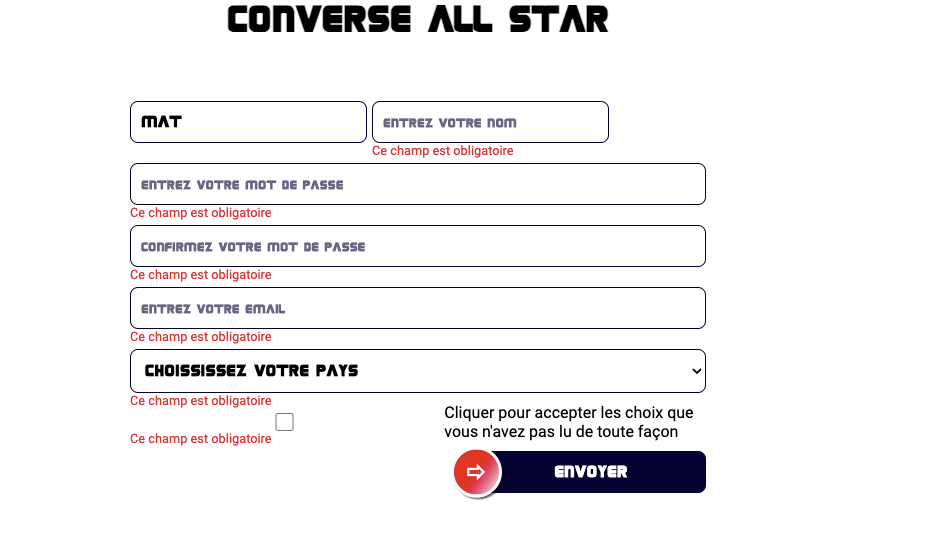 CONVERSE ALL STAR
MAT
ENTREZ VOTRE NOM
Ce champ est obligatoire
ENTREZ VOTRE MOT DE PASSE
Ce champ est obligatoire
CONFIRMEZ VOTRE MOT DE PASSE
Ce champ est obligatoire
ENTREZ VOTRE EMAIL
Ce champ est obligatoire
CHOISSISSEZ VOTRE PAYS
Ce champ est obligatoire
Cliquer pour accepter les choix que
vous n'avez pas lu de toute façon
Ce champ est obligatoire
ENVOYER